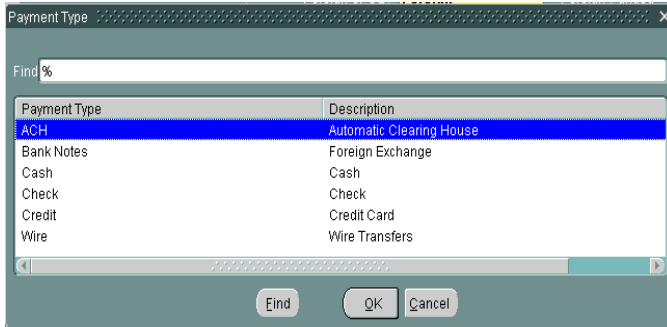 Payment Type
Find %
Payment Type Description
ACH Automatic Clearing House
Bank Notes Foreign Exchange
Cash Cash
Check Check
Credit Credit Card
Wire Wire Transfers
Find OK Cancel